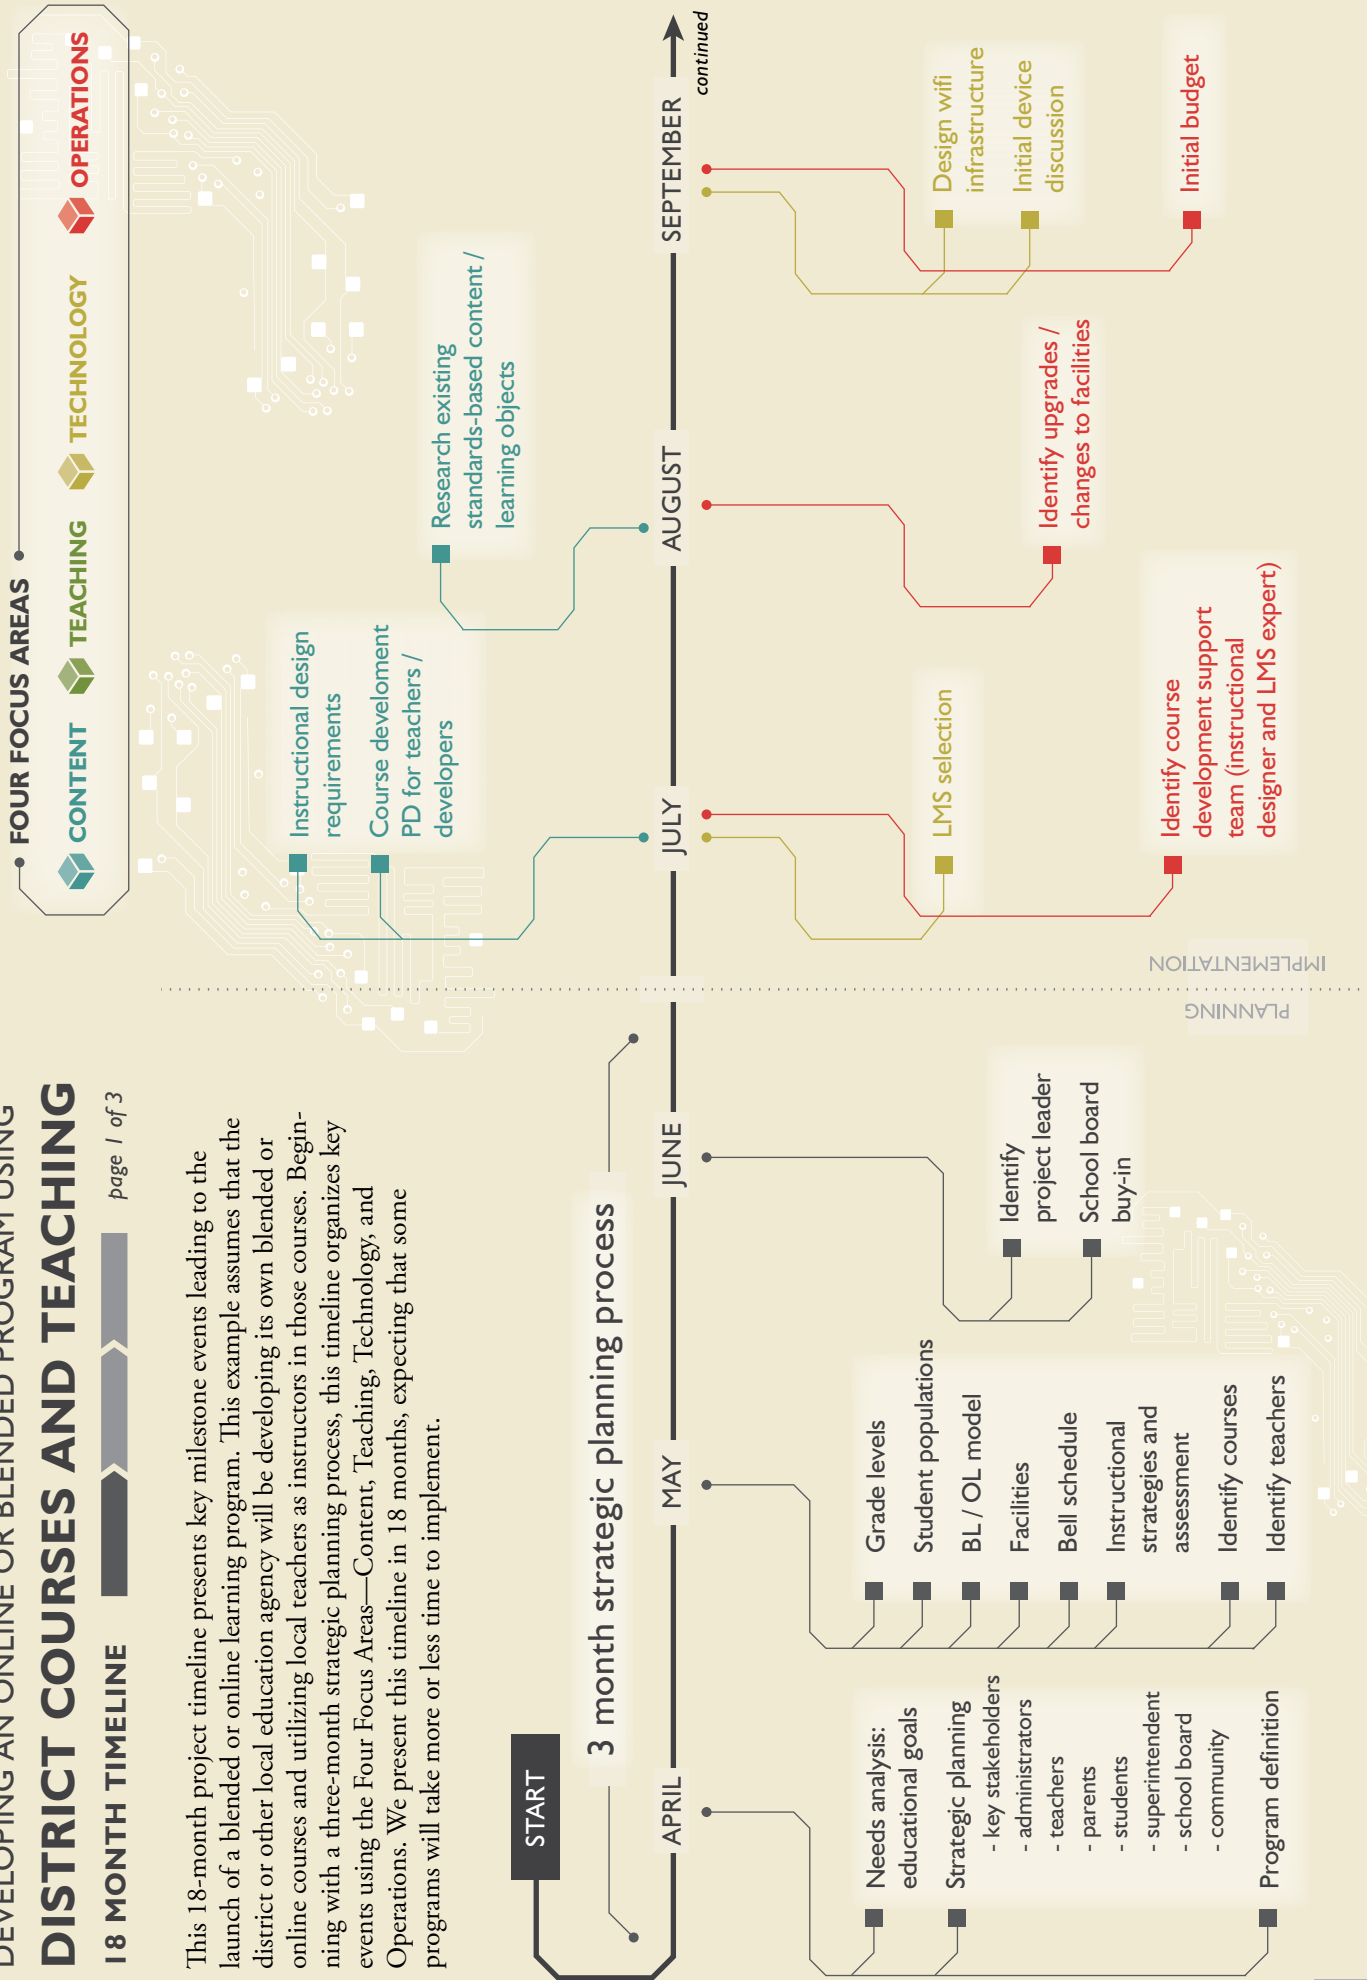 DEVELOPING AN ONLINE OR BLENDED PROGRAM USING
DISTRICT COURSES AND TEACHING
18 MONTH TIMELINE
page 1 of 3
This 18-month project timeline presents key milestone events leading to the
launch of a blended or online learning program. This example assumes that the
district or other local education agency will be developing its own blended or
online courses and utilizing local teachers as instructors in those courses. Begin-
ning with a three-month strategic planning process, this timeline organizes key
events using the Four Focus Areas—Content, Teaching, Technology, and
Operations. We present this timeline in 18 months, expecting that some
programs will take more or less time to implement.
FOUR FOCUS AREAS
CONTENT
TEACHING
TECHNOLOGY
OPERATIONS
START
3 month strategic planning process
APRIL
MAY
JUNE
JULY
AUGUST
SEPTEMBER
continued
Needs analysis:
educational goals
Strategic planning
- key stakeholders
- administrators
- teachers
- parents
- students
- superintendent
- school board
- community
Program definition
Grade levels
Student populations
BL / OL model
Facilities
Bell schedule
Instructional
strategies and
assessment
Identify courses
Identify teachers
Identify
project leader
School board
buy-in
PLANNING
IMPLEMENTATION
Instructional design
requirements
Course develoment
PD for teachers /
developers
LMS selection
Identify course
development support
team (instructional
designer and LMS expert)
Research existing
standards-based content /
learning objects
Identify upgrades /
changes to facilities
Design wifi
infrastructure
Initial device
discussion
Initial budget